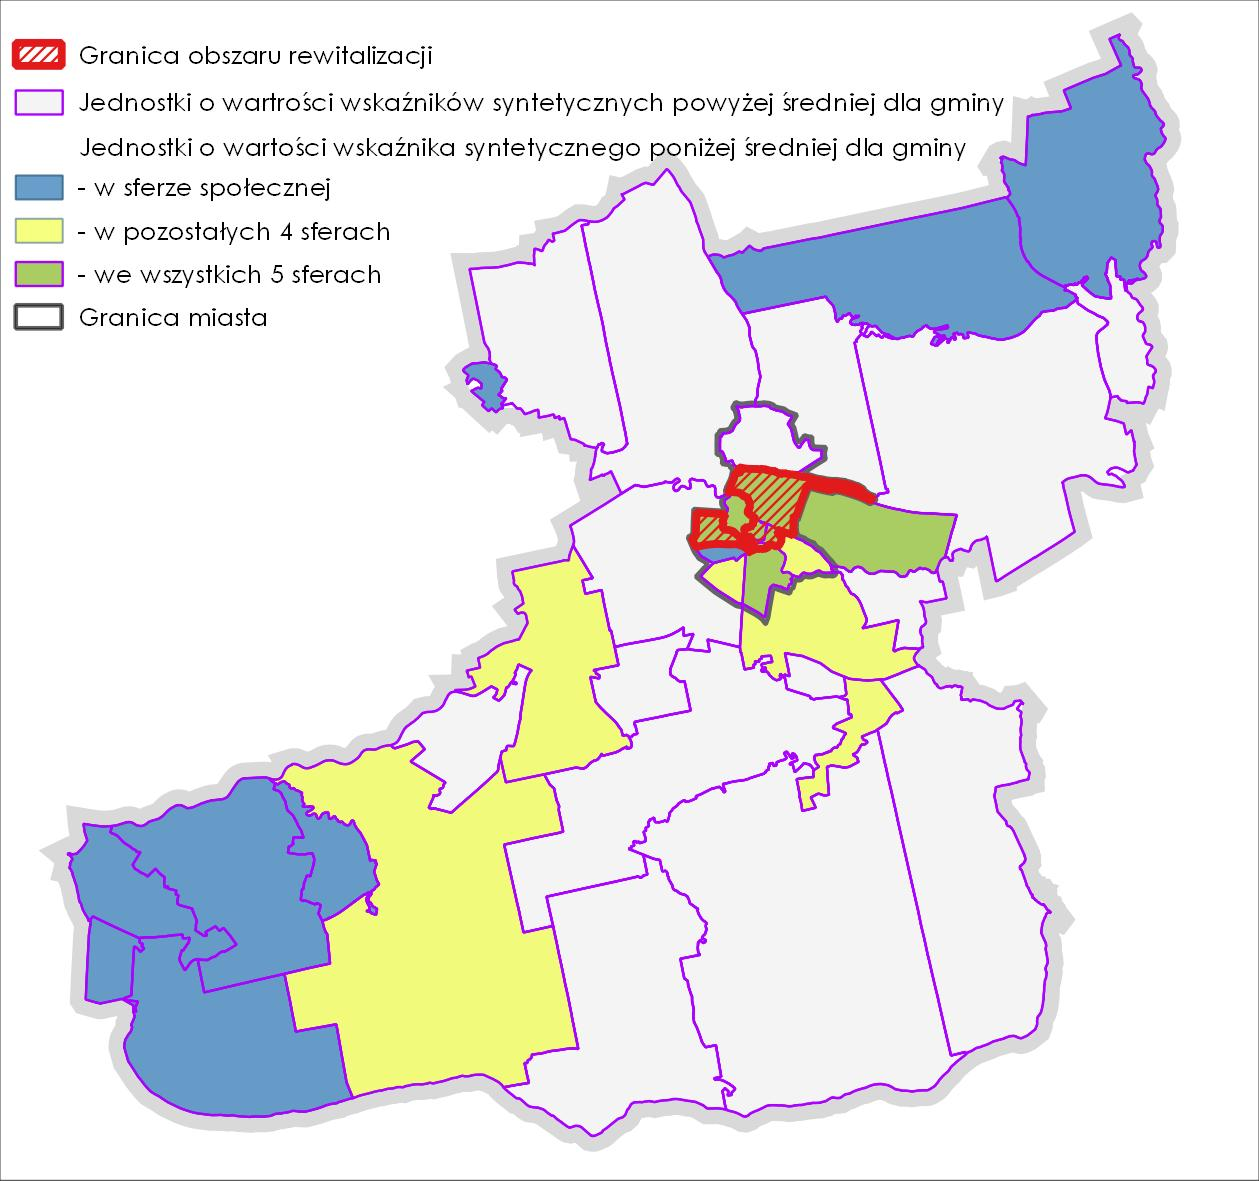 Granica obszaru rewitalizacji
Jednostki o wartrości wskaźników syntetycznych powyżej średniej dla gminy
Jednostki o wartości wskaźnika syntetycznego poniżej średniej dla gminy
- w sferze społecznej
- w pozostałych 4 sferach
- we wszystkich 5 sferach
Granica miasta